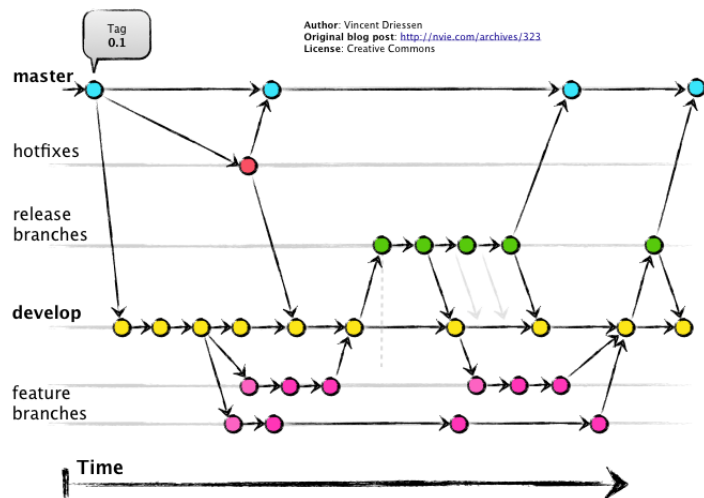 Tag
0.1
Author: Vincent Driessen
Original blog post: http://nvie.com/archives/323
License: Creative Commons
master
hotfixes
release
branches
develop
feature
branches
Time